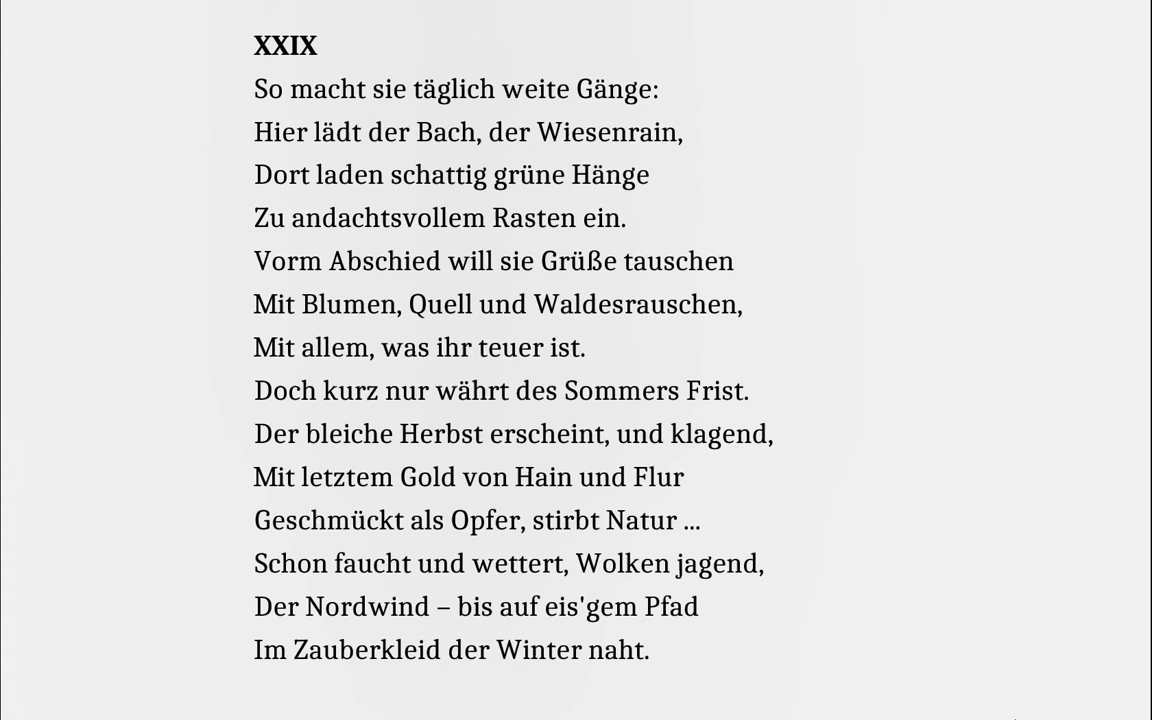 XXIX
So macht sie täglich weite Gänge:
Hier lädt der Bach, der Wiesenrain,
Dort laden schattig grüne Hänge
Zu andachtsvollem Rasten ein.
Vorm Abschied will sie Grüße tauschen
Mit Blumen, Quell und Waldesrauschen,
Mit allem, was ihr teuer ist.
Doch kurz nur währt des Sommers Frist.
Der bleiche Herbst erscheint, und klagend,
Mit letztem Gold von Hain und Flur
Geschmückt als Opfer, stirbt Natur ...
Schon faucht und wettert, Wolken jagend,
Der Nordwind – bis auf eis'gem Pfad
Im Zauberkleid der Winter naht.